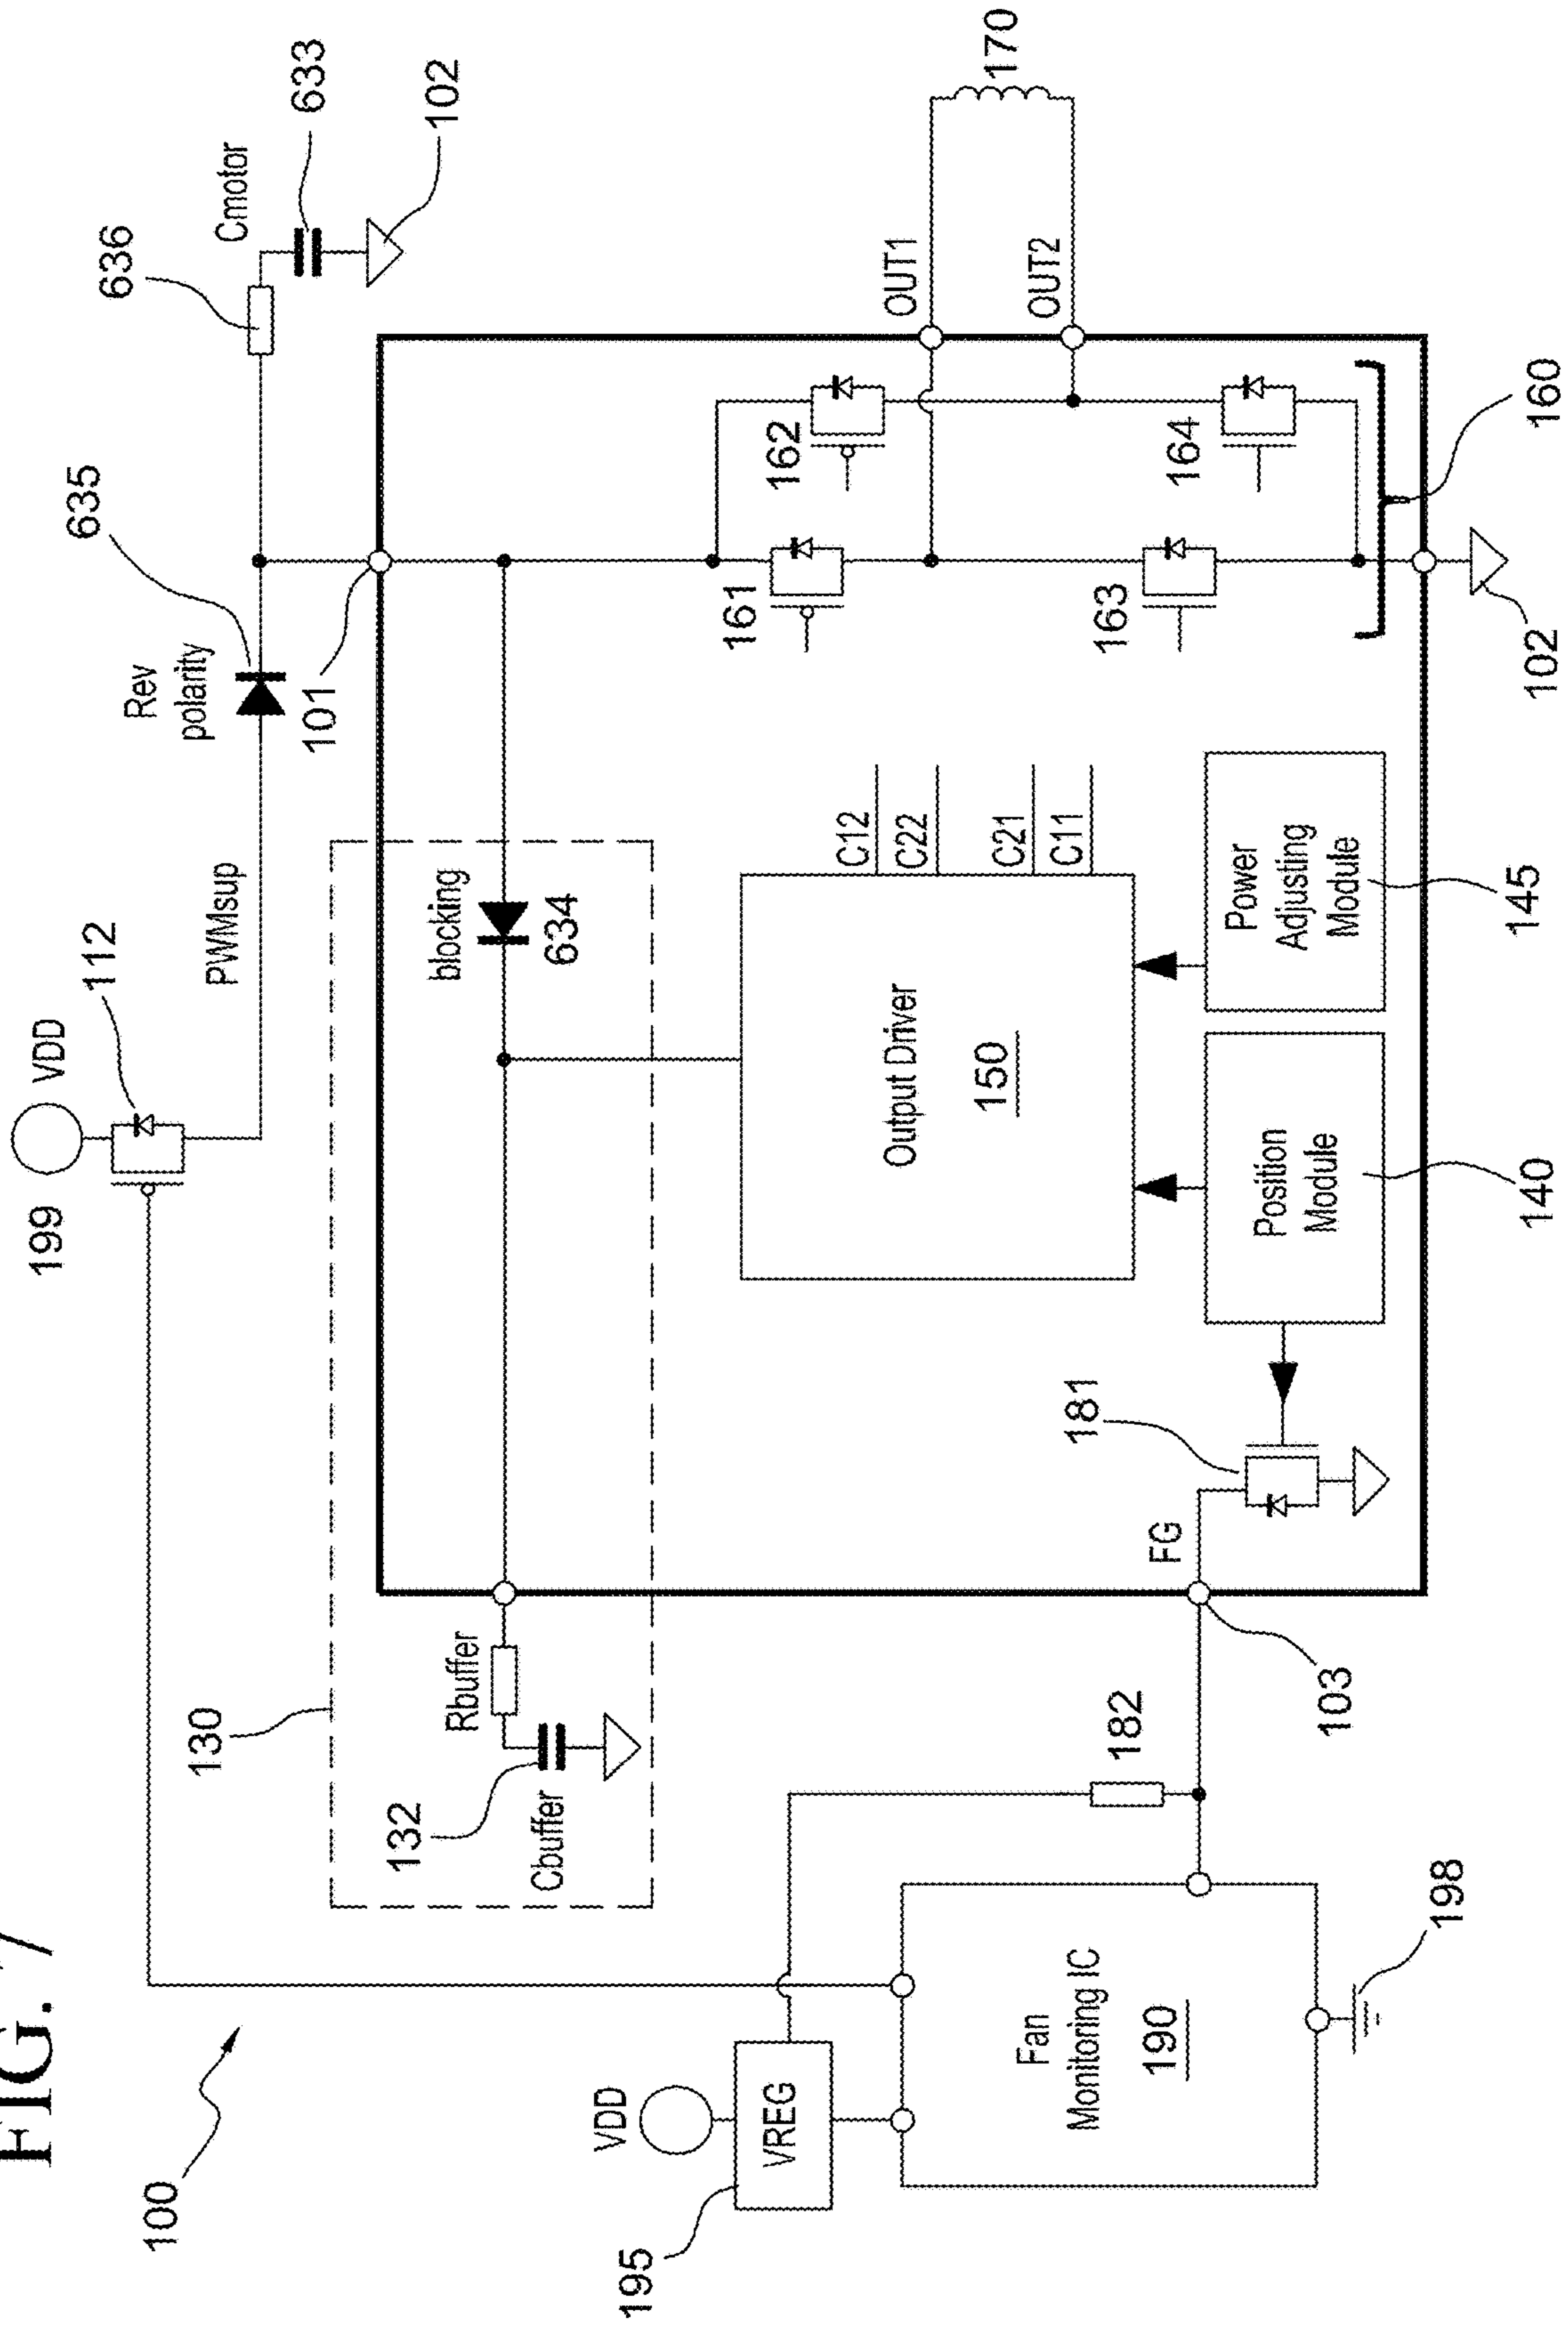 FIG. 7
100
199
VDD
112
PWMsup
Rev
polarity
635
636
Cmotor
633
102
101
130
132
Cbuffer
Rbuffer
blocking
634
Output Driver
150
C12
C22
C21
C11
161
162
163
164
160
OUT1
OUT2
170
102
Power
Adjusting
Module
145
Position
Module
140
181
FG
103
182
VDD
VREG
195
Fan
Monitoring IC
190
198